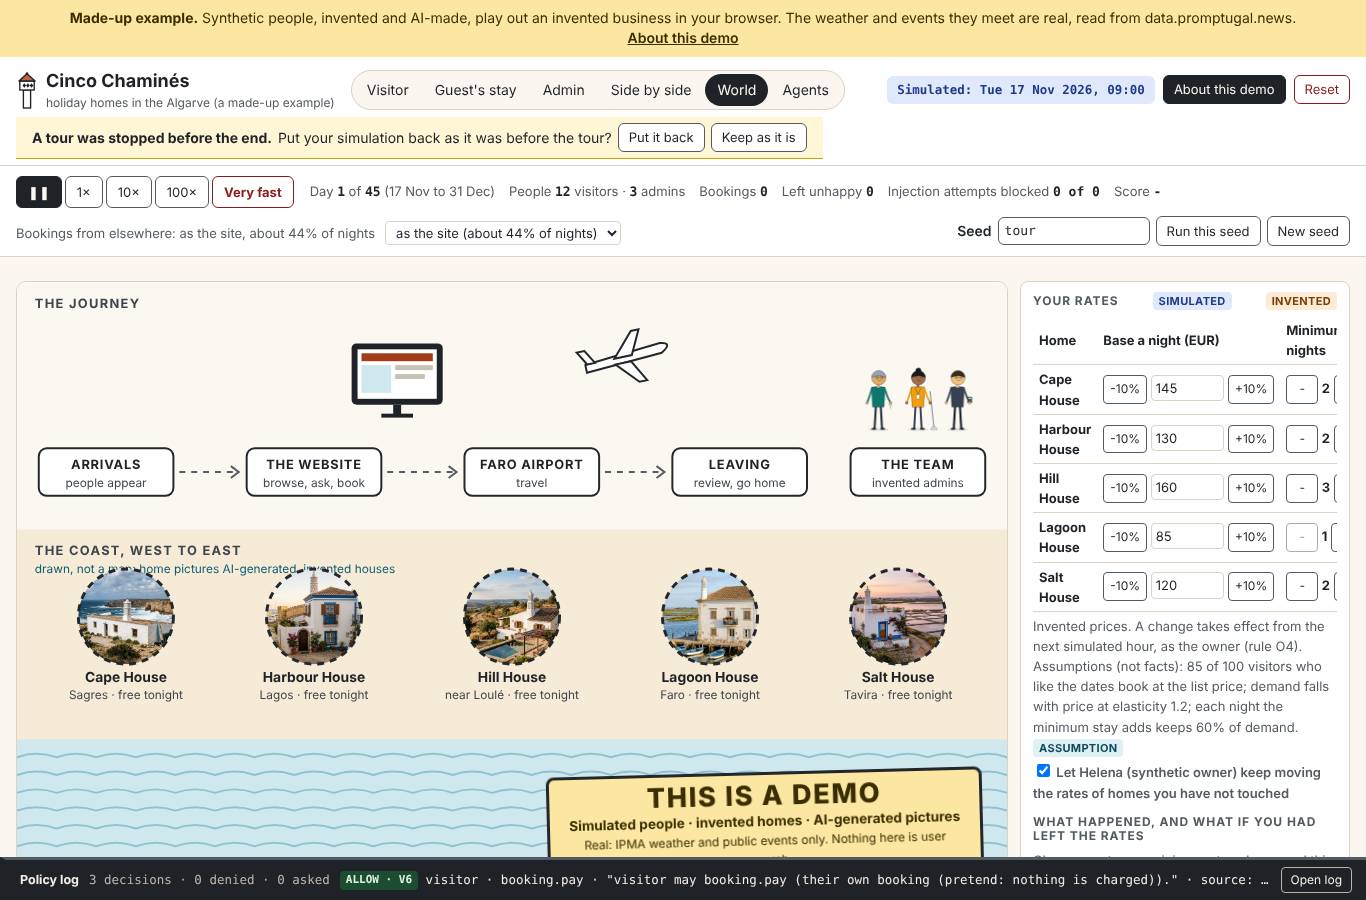 Made-up example. Synthetic people, invented and AI-made, play out an invented business in your browser. The weather and events they meet are real, read from data.promptugal.news.
About this demo
Cinco Chaminés
holiday homes in the Algarve (a made-up example)
Visitor Guest's stay Admin Side by side World Agents
Simulated: Tue 17 Nov 2026, 09:00
About this demo
Reset
A tour was stopped before the end. Put your simulation back as it was before the tour? Put it back Keep as it is
1× 10× 100× Very fast
Day 1 of 45 (17 Nov to 31 Dec) People 12 visitors · 3 admins Bookings 0 Left unhappy 0 Injection attempts blocked 0 of 0 Score -
Bookings from elsewhere: as the site, about 44% of nights as the site (about 44% of nights)
Seed tour Run this seed New seed
THE JOURNEY
ARRIVALS
people appear
THE WEBSITE
browse, ask, book
FARO AIRPORT
travel
LEAVING
review, go home
THE TEAM
invented admins
THE COAST, WEST TO EAST
drawn, not a map; home pictures AI-generated, invented houses
Cape House
Sagres · free tonight
Harbour House
Lagos · free tonight
Hill House
near Loulé · free tonight
Lagoon House
Faro · free tonight
Salt House
Tavira · free tonight
THIS IS A DEMO
Simulated people · invented homes · AI-generated pictures
Real: IPMA weather and public events only. Nothing here is user
YOUR RATES SIMULATED INVENTED
Home Base a night (EUR)
nights
Cape House -10% 145 +10% - 2
Harbour House -10% 130 +10% - 2
Hill House -10% 160 +10% - 3
Lagoon House -10% 85 +10% - 1
Salt House -10% 120 +10% - 2
Invented prices. A change takes effect from the
next simulated hour, as the owner (rule O4).
Assumptions (not facts): 85 of 100 visitors who
like the dates book at the list price; demand falls
with price at elasticity 1.2; each night the
minimum stay adds keeps 60% of demand.
ASSUMPTION
Let Helena (synthetic owner) keep moving
the rates of homes you have not touched
WHAT HAPPENED, AND WHAT IF YOU HAD
LEFT THE RATES
Policy log 3 decisions · 0 denied · 0 asked ALLOW · V6 visitor · booking.pay · "visitor may booking.pay (their own booking (pretend: nothing is charged))." · source: … Open log